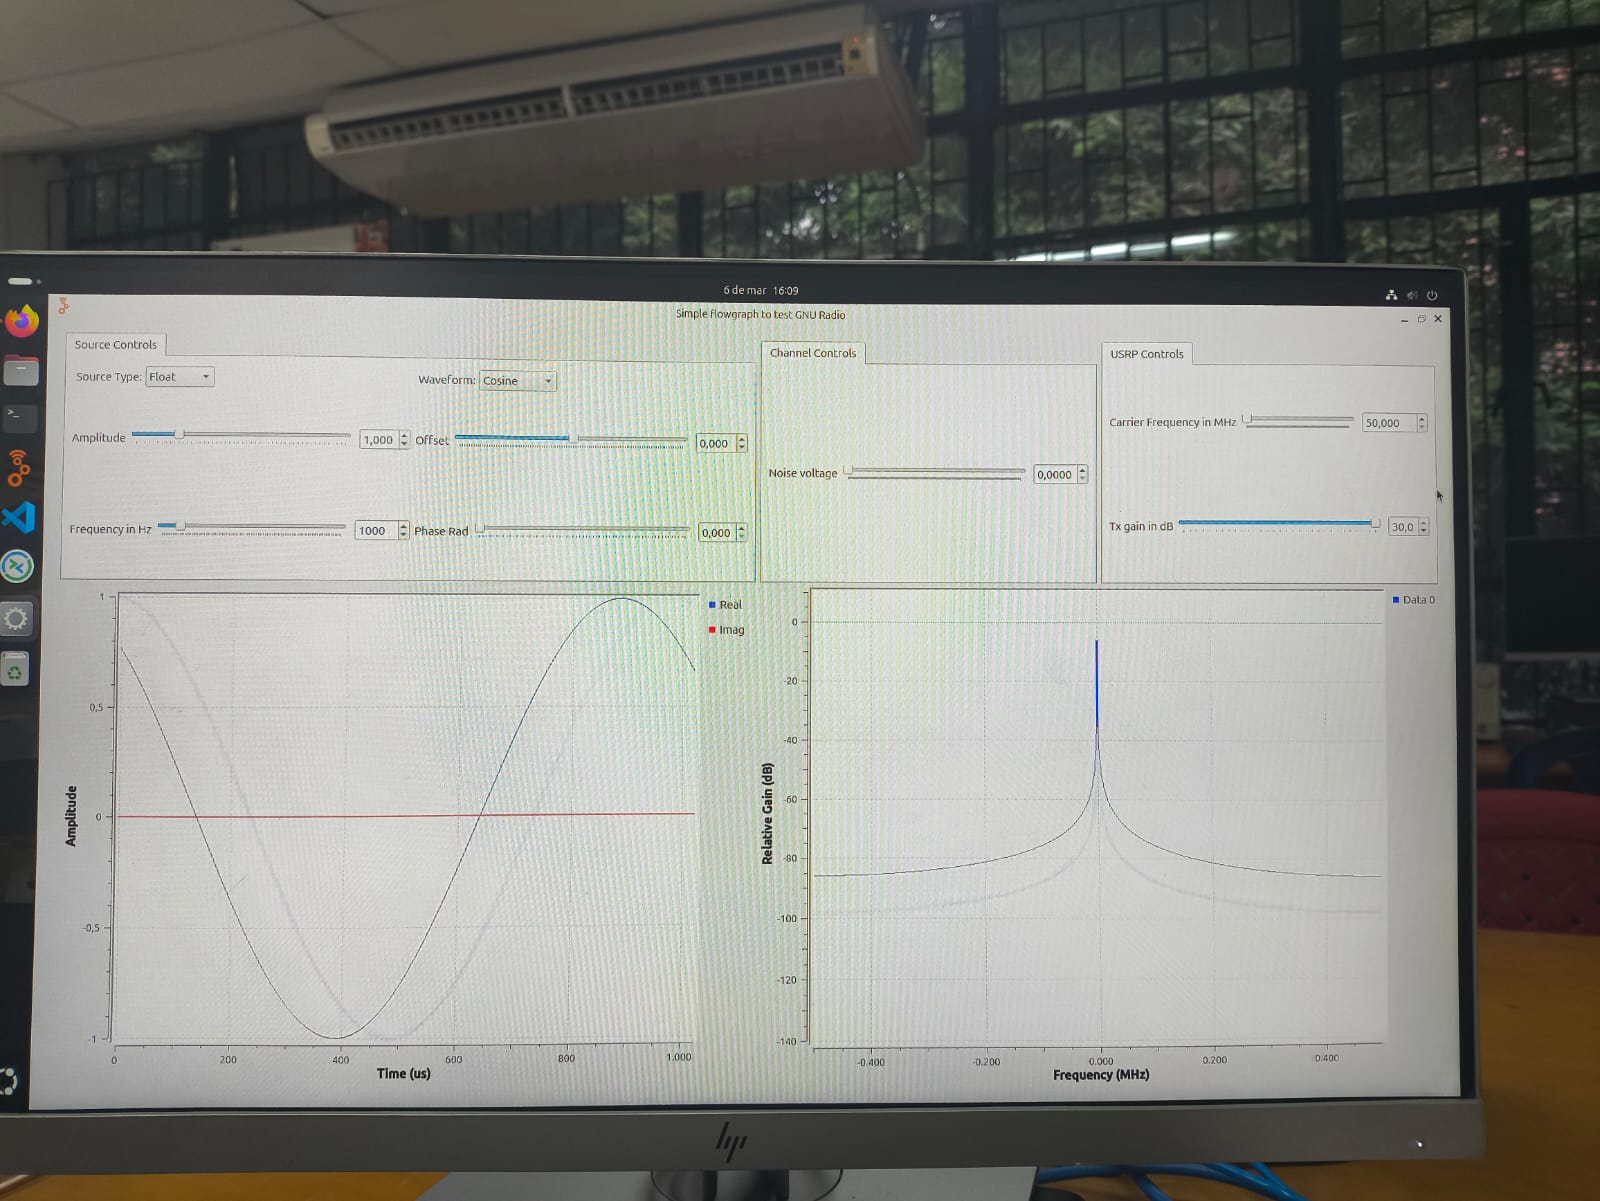 6 de mar 16:09
Simple flowgraph to test GNU Radio
Source Controls
Source Type: Float
Waveform: Cosine
Amplitude 1,000 Offset 0,000
Frequency in Hz 1000 Phase Rad 0,000
Channel Controls
Noise voltage 0,0000
USRP Controls
Carrier Frequency in MHz 50,000
Tx gain in dB 30,0
Real
Imag
1
0,5
0
-0,5
-1
Amplitude
0 200 400 600 800 1.000
Time (us)
Data 0
0
-20
-40
-60
-80
-100
-120
-140
Relative Gain (dB)
-0.400 -0.200 0.000 0.200 0.400
Frequency (MHz)
hp